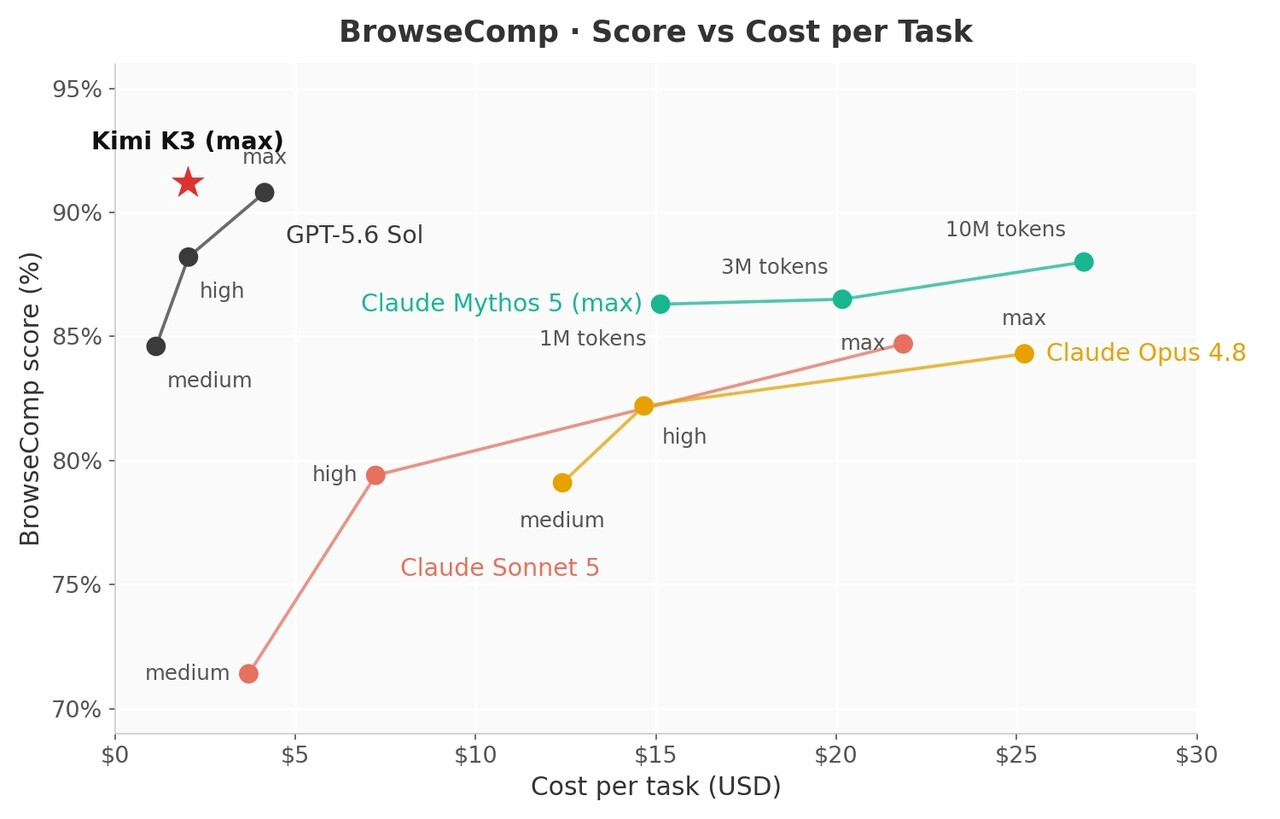 BrowseComp · Score vs Cost per Task
95%
Kimi K3 (max)
max
90%
GPT-5.6 Sol
10M tokens
3M tokens
high
Claude Mythos 5 (max)
max
85%
1M tokens
max
Claude Opus 4.8
medium
high
80%
high
medium
Claude Sonnet 5
75%
medium
70%
BrowseComp score (%)
$0 $5 $10 $15 $20 $25 $30
Cost per task (USD)